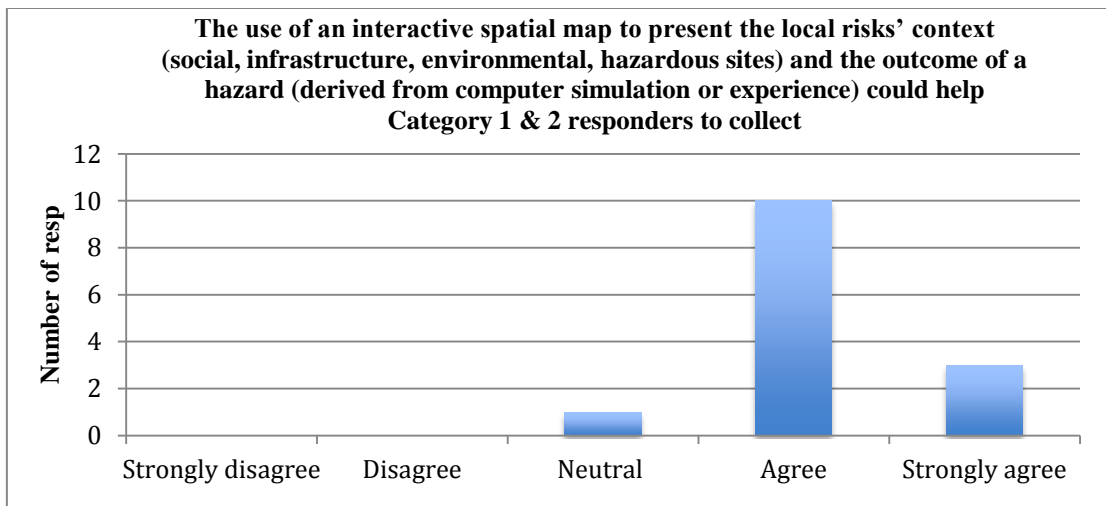 The use of an interactive spatial map to present the local risks’ context
(social, infrastructure, environmental, hazardous sites) and the outcome of a
hazard (derived from computer simulation or experience) could help
Category 1 & 2 responders to collect
12
10
8
6
4
2
0
Number of resp
Strongly disagree
Disagree
Neutral
Agree
Strongly agree